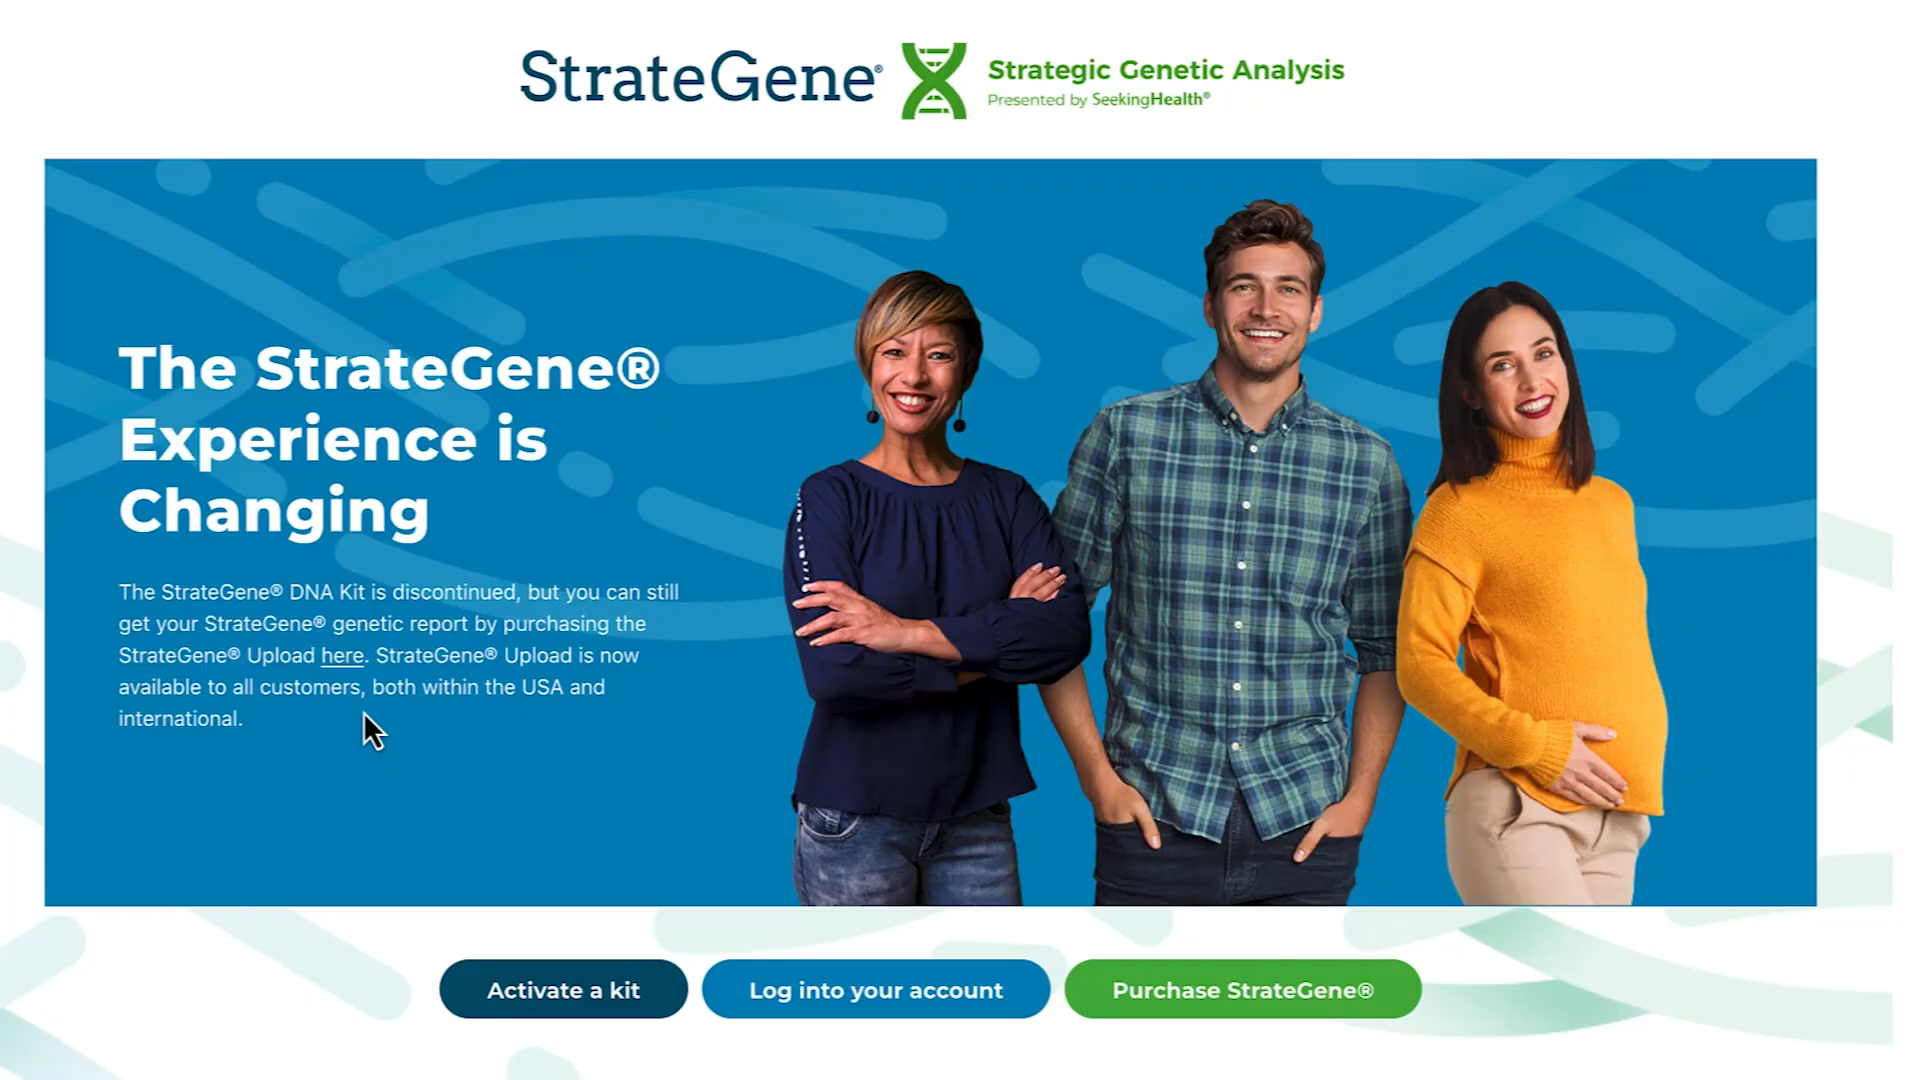 StrateGene®
Strategic Genetic Analysis
Presented by SeekingHealth®
The StrateGene®
Experience is
Changing
The StrateGene® DNA Kit is discontinued, but you can still
get your StrateGene® genetic report by purchasing the
StrateGene® Upload here. StrateGene® Upload is now
available to all customers, both within the USA and
international.
Activate a kit
Log into your account
Purchase StrateGene®